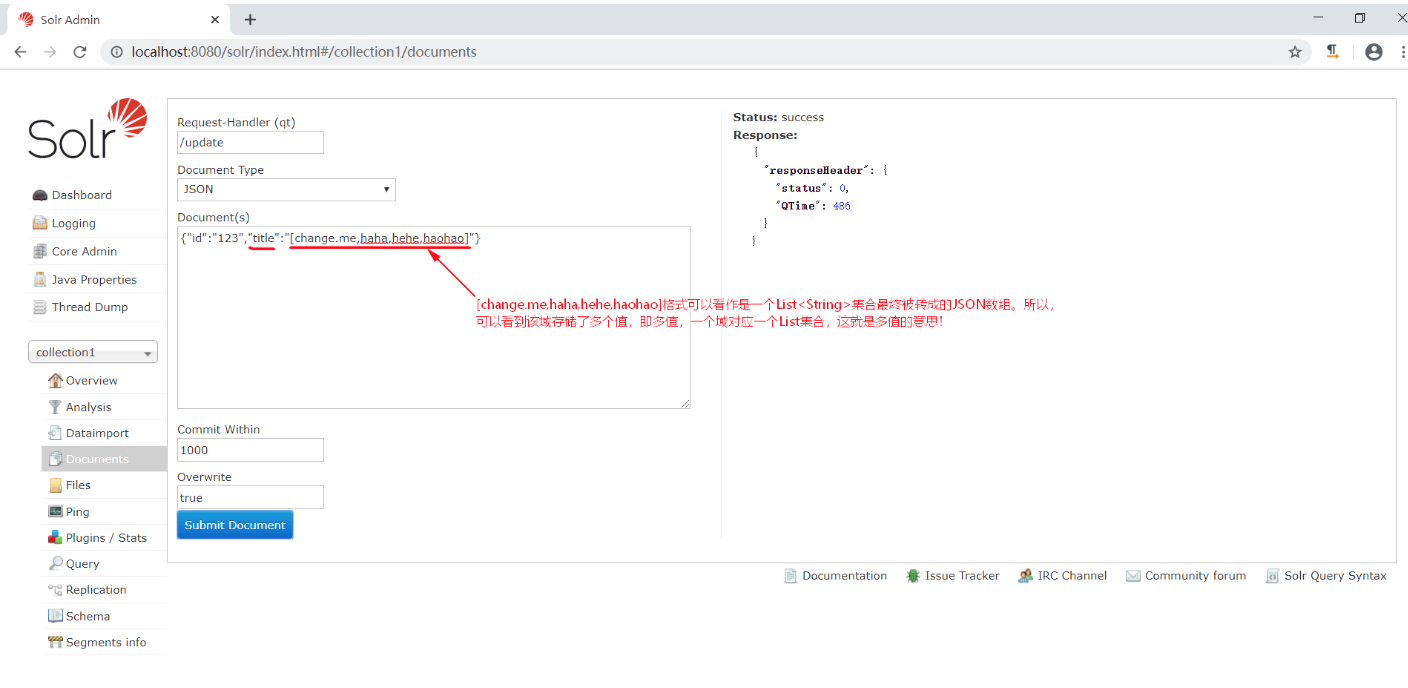 Solr Admin
localhost:8080/solr/index.html#/collection1/documents
Solr
Dashboard
Logging
Core Admin
Java Properties
Thread Dump
collection1
Overview
Analysis
Dataimport
Documents
Files
Ping
Plugins / Stats
Query
Replication
Schema
Segments info
Request-Handler (qt)
/update
Document Type
JSON
Document(s)
{"id":"123","title":"[change.me,haha,hehe,haohao]"}
[change.me,haha,hehe,haohao]格式可以看作是一个List<String>集合最终被转成的JSON数组。所以，
可以看到该域存储了多个值，即多值，一个域对应一个List集合，这就是多值的意思！
Commit Within
1000
Overwrite
true
Submit Document
Status: success
Response:
{
"responseHeader": {
"status": 0,
"QTime": 486
}
}
Documentation
Issue Tracker
IRC Channel
Community forum
Solr Query Syntax